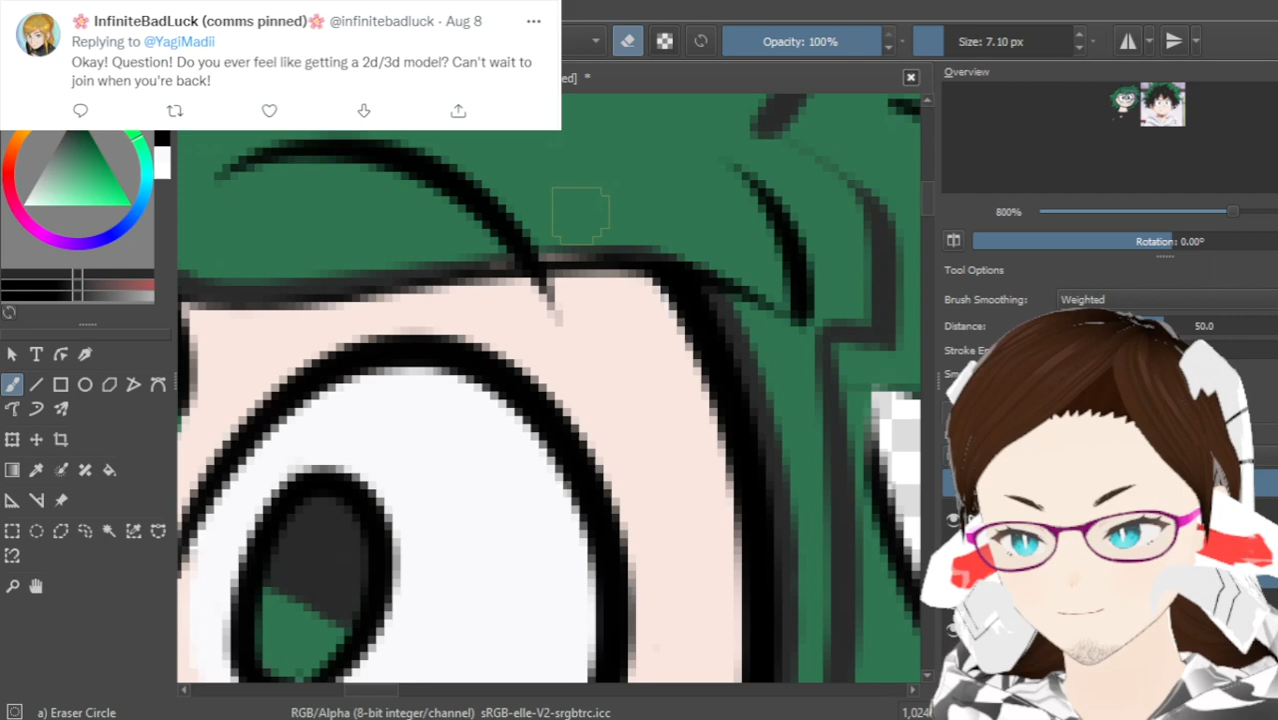 🌸 InfiniteBadLuck (comms pinned)🌸 @infinitebadluck · Aug 8
Replying to @YagiMadii
Okay! Question! Do you ever feel like getting a 2d/3d model? Can't wait to
join when you're back!
Opacity: 100%
Size: 7.10 px
ed] *
Overview
800%
Rotation: 0.00°
Tool Options
Brush Smoothing: Weighted
Distance: 50.0
Stroke En
a) Eraser Circle
RGB/Alpha (8-bit integer/channel) sRGB-elle-V2-srgbtrc.icc
1,024